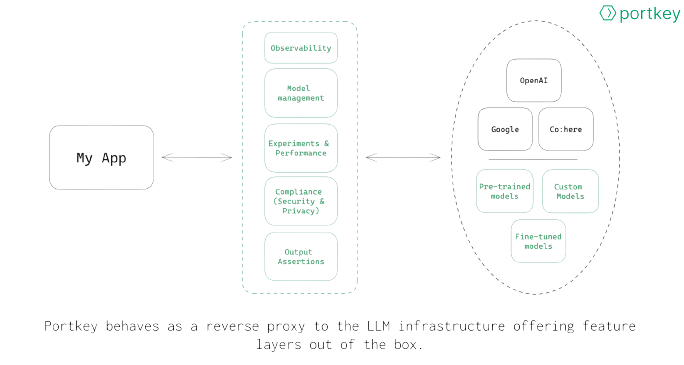 portkey
My App
Observability
Model
management
Experiments &
Performance
Compliance
(Security &
Privacy)
Output
Assertions
OpenAI
Google
Co:here
Pre-trained
models
Custom
Models
Fine-tuned
models
Portkey behaves as a reverse proxy to the LLM infrastructure offering feature
layers out of the box.